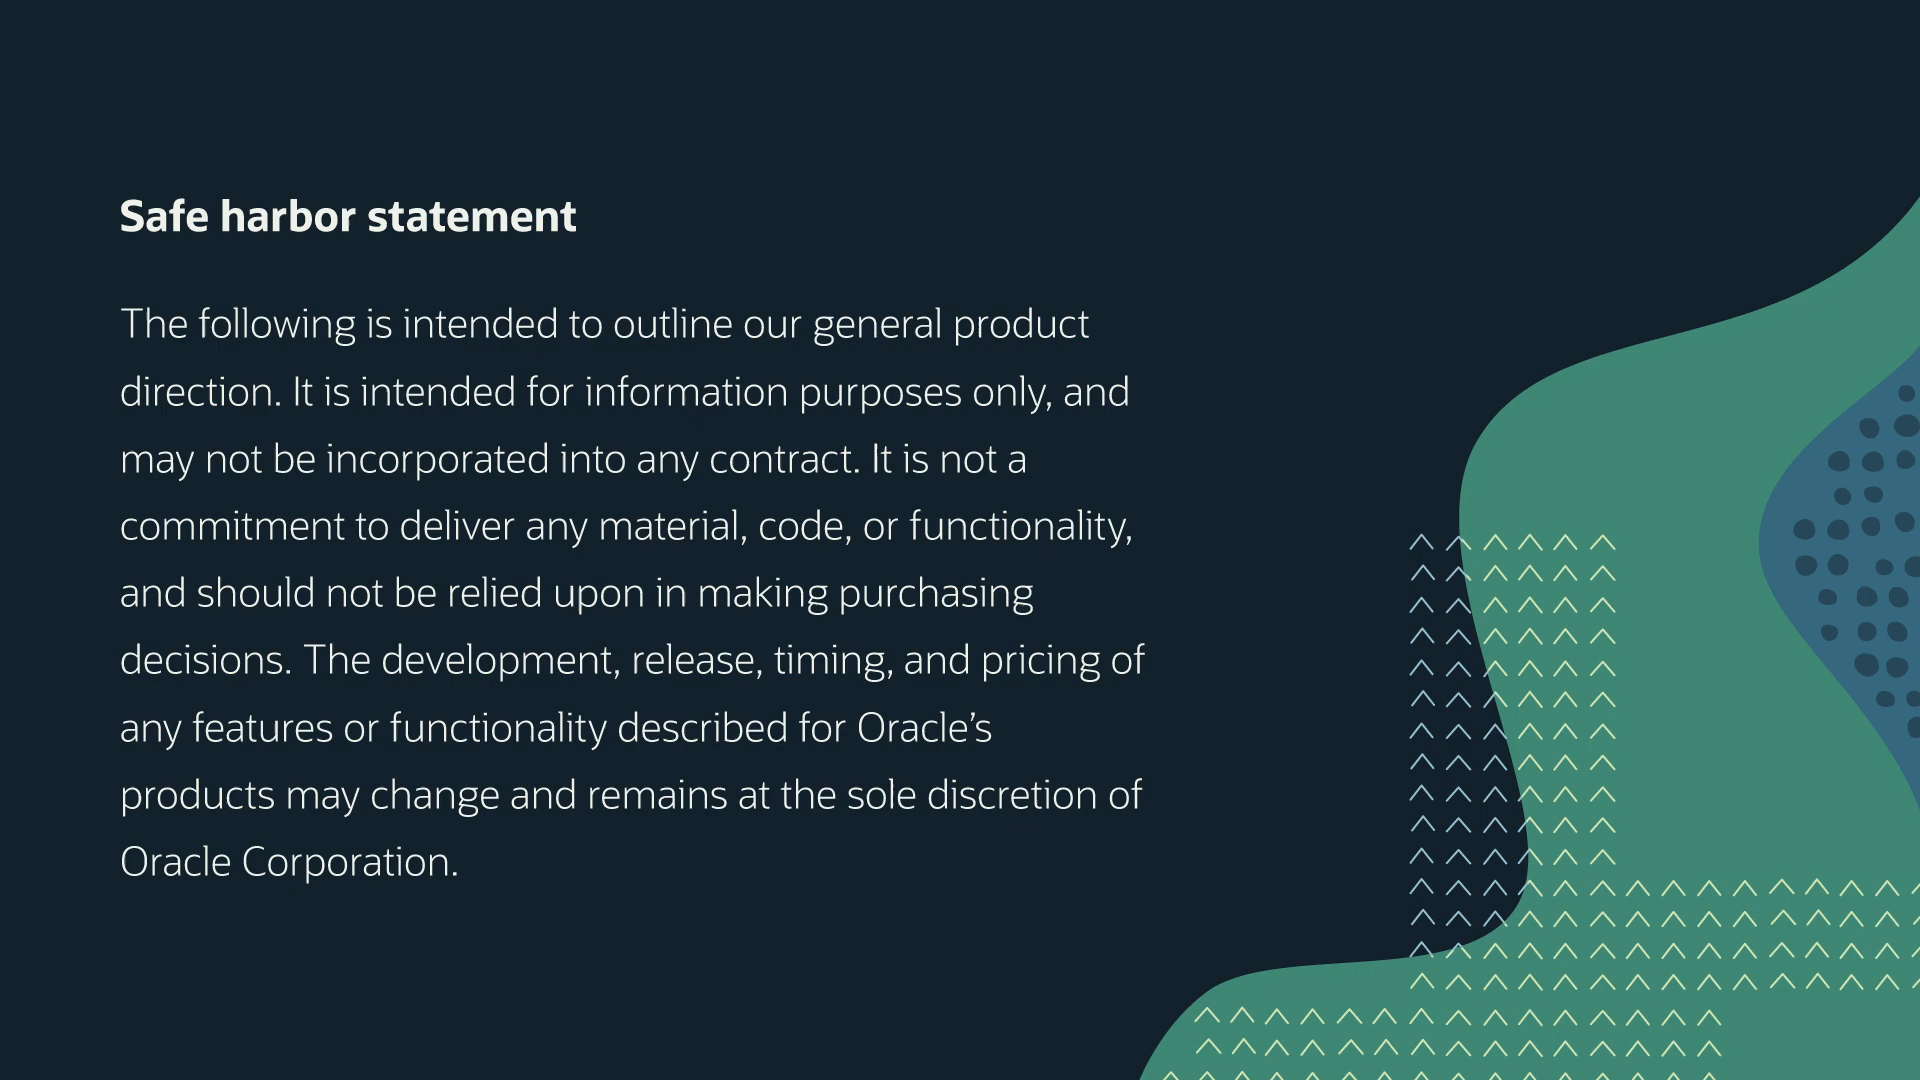 Safe harbor statement
The following is intended to outline our general product
direction. It is intended for information purposes only, and
may not be incorporated into any contract. It is not a
commitment to deliver any material, code, or functionality,
and should not be relied upon in making purchasing
decisions. The development, release, timing, and pricing of
any features or functionality described for Oracle’s
products may change and remains at the sole discretion of
Oracle Corporation.